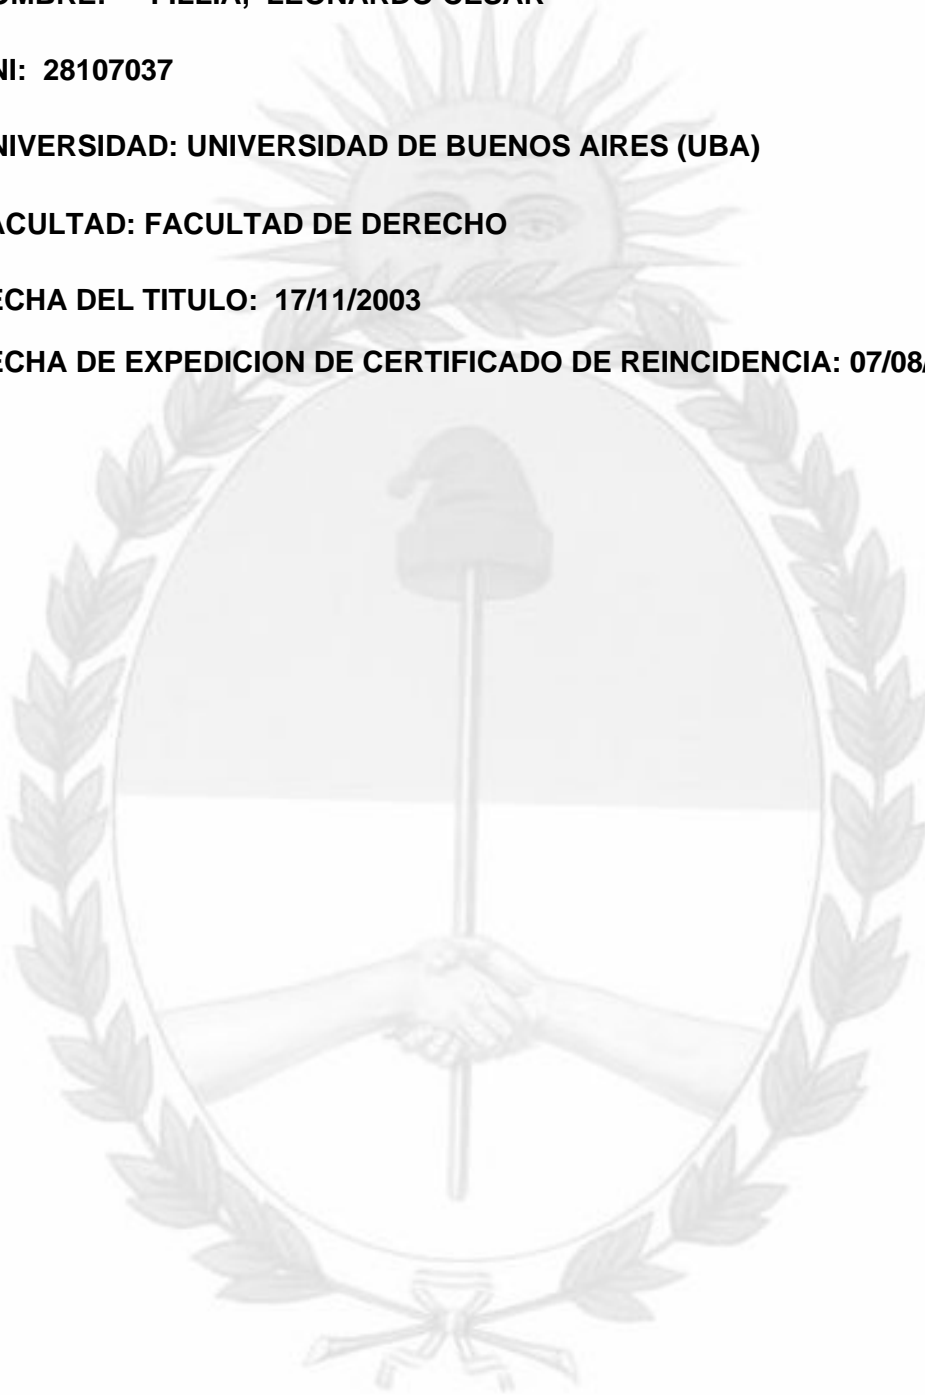 NI: 28107037
NIVERSIDAD: UNIVERSIDAD DE BUENOS AIRES (UBA)
ACULTAD: FACULTAD DE DERECHO
ECHA DEL TITULO: 17/11/2003
ECHA DE EXPEDICION DE CERTIFICADO DE REINCIDENCIA: 07/08/